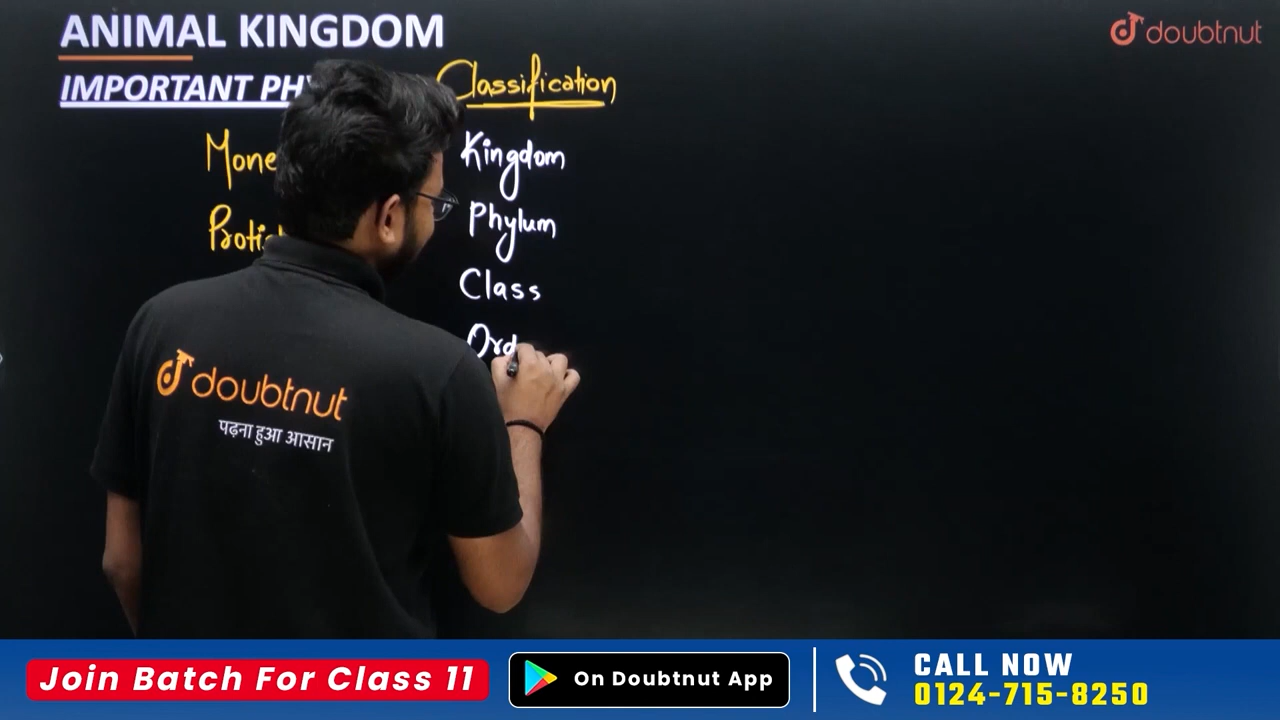 ANIMAL KINGDOM
doubtnut
IMPORTANT
Classification
Kingdom
Phylum
Class
doubtnut
पढ़ना हुआ आसान
Join Batch For Class 11
On Doubtnut App
CALL NOW
0124-715-8250